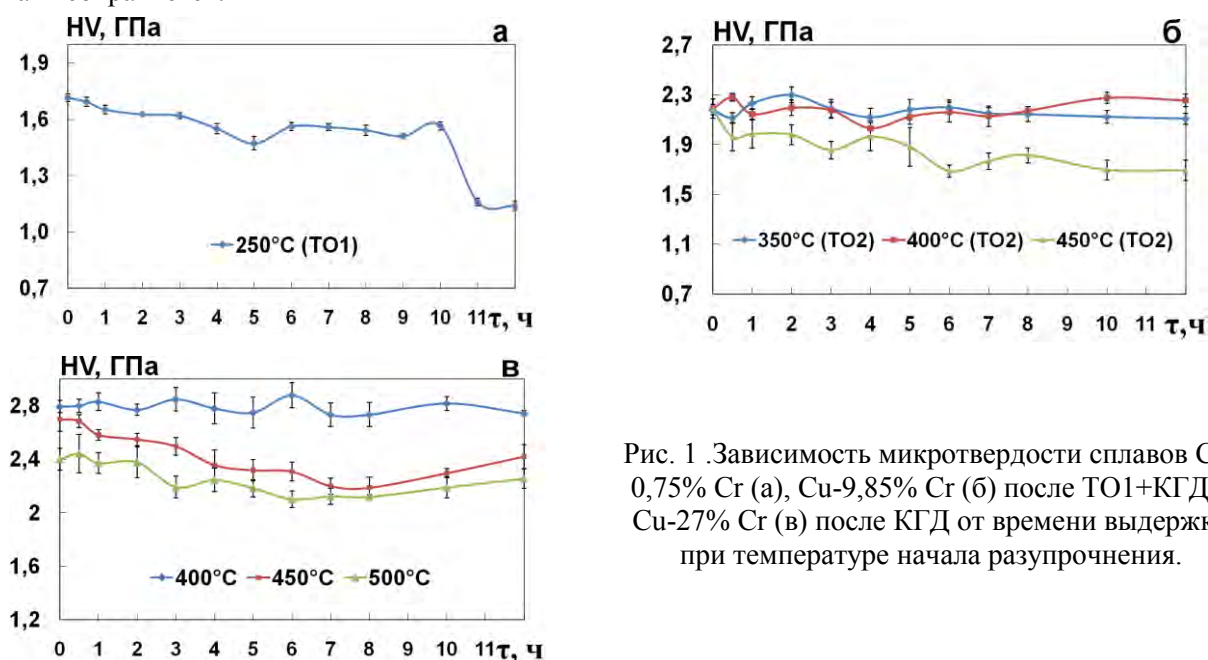 HV, ГПа а
1,9
1,6
1,3
1,0
0,7
250°C (TO1)
0 1 2 3 4 5 6 7 8 9 10 11 τ, ч
HV, ГПа б
2,7
2,3
1,9
1,5
1,1
0,7
350°C (TO2) 400°C (TO2) 450°C (TO2)
0 1 2 3 4 5 6 7 8 9 10 11 τ,ч
HV, ГПа в
2,8
2,4
2
1,6
1,2
400°C 450°C 500°C
0 1 2 3 4 5 6 7 8 9 10 11 τ, ч
Рис. 1 .Зависимость микротвердости сплавов
0,75% Cr (а), Cu-9,85% Cr (б) после ТО1+КГД
Cu-27% Cr (в) после КГД от времени
при температуре начала разупрочнения.